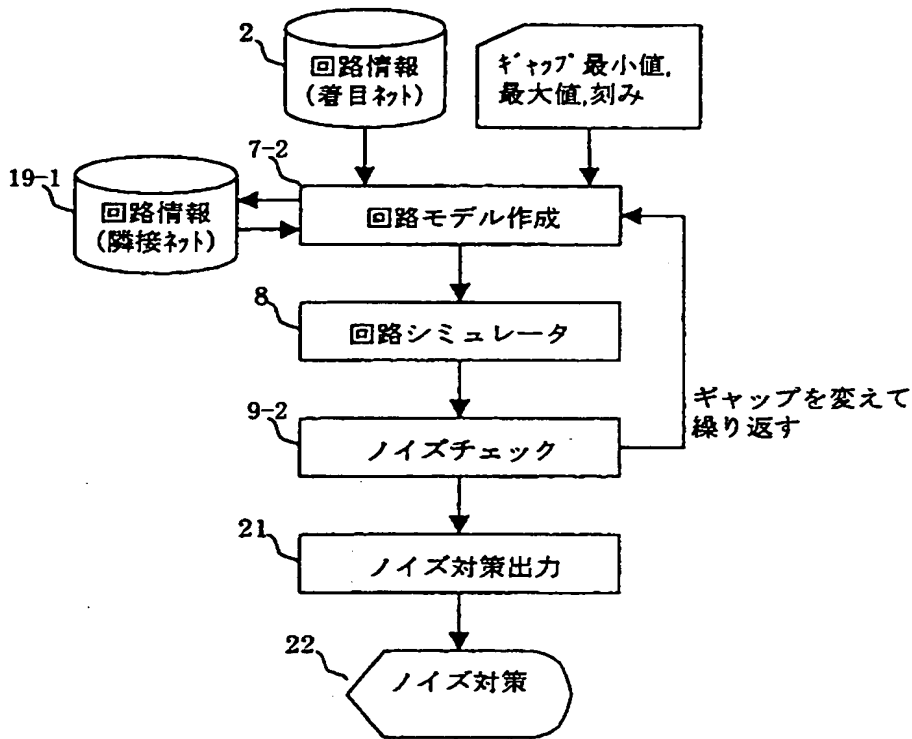 2
回路情報
(着目ネット)
ギャップ最小値,
最大値,刻み
7-2
19-1
回路情報
(隣接ネット)
回路モデル作成
8
回路シミュレータ
ギャップを変えて
繰り返す
9-2
ノイズチェック
21
ノイズ対策出力
22
ノイズ対策